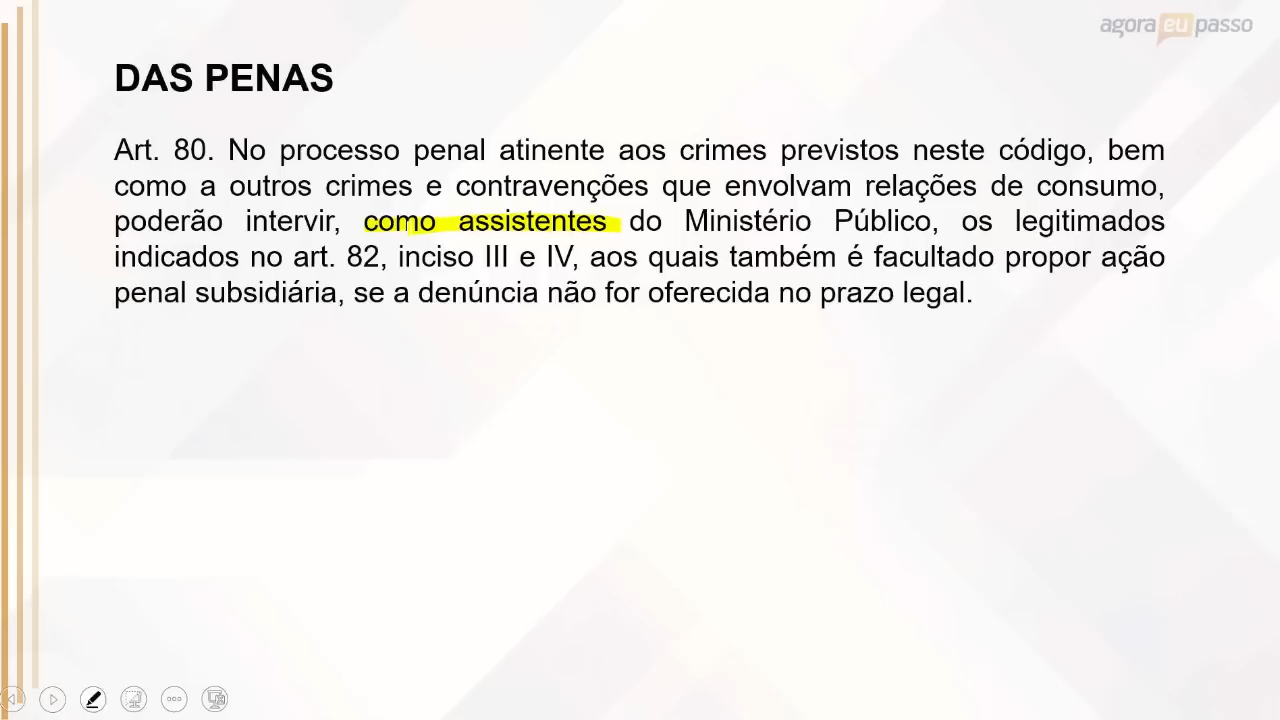 agora eu passo
DAS PENAS
Art. 80. No processo penal atinente aos crimes previstos neste código, bem
como a outros crimes e contravenções que envolvam relações de consumo,
poderão intervir, como assistentes do Ministério Público, os legitimados
indicados no art. 82, inciso III e IV, aos quais também é facultado propor ação
penal subsidiária, se a denúncia não for oferecida no prazo legal.